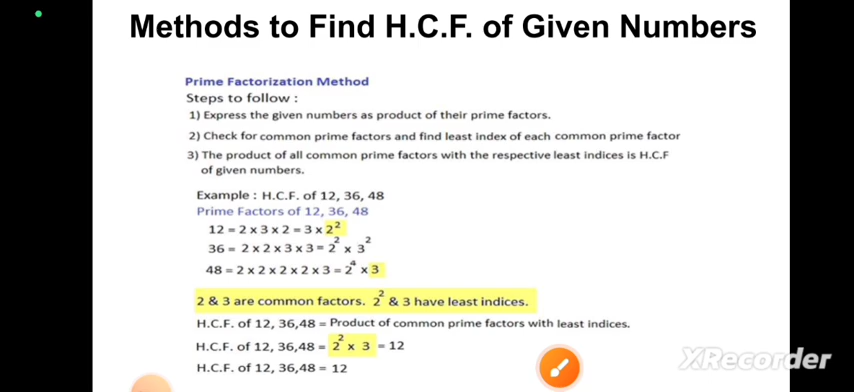 Methods to Find H.C.F. of Given Numbers
Prime Factorization Method
Steps to follow :
1) Express the given numbers as product of their prime factors.
2) Check for common prime factors and find least index of each common prime factor
3) The product of all common prime factors with the respective least indices is H.C.F
of given numbers.
Example : H.C.F. of 12, 36, 48
Prime Factors of 12, 36, 48
12 = 2 x 3 x 2 = 3 x 2²
36 = 2 x 2 x 3 x 3 = 2² x 3²
48 = 2 x 2 x 2 x 2 x 3 = 2⁴ x 3
2 & 3 are common factors. 2² & 3 have least indices.
H.C.F. of 12, 36,48 = Product of common prime factors with least indices.
H.C.F. of 12, 36,48 = 2² x 3 = 12
H.C.F. of 12, 36,48 = 12
XRecorder